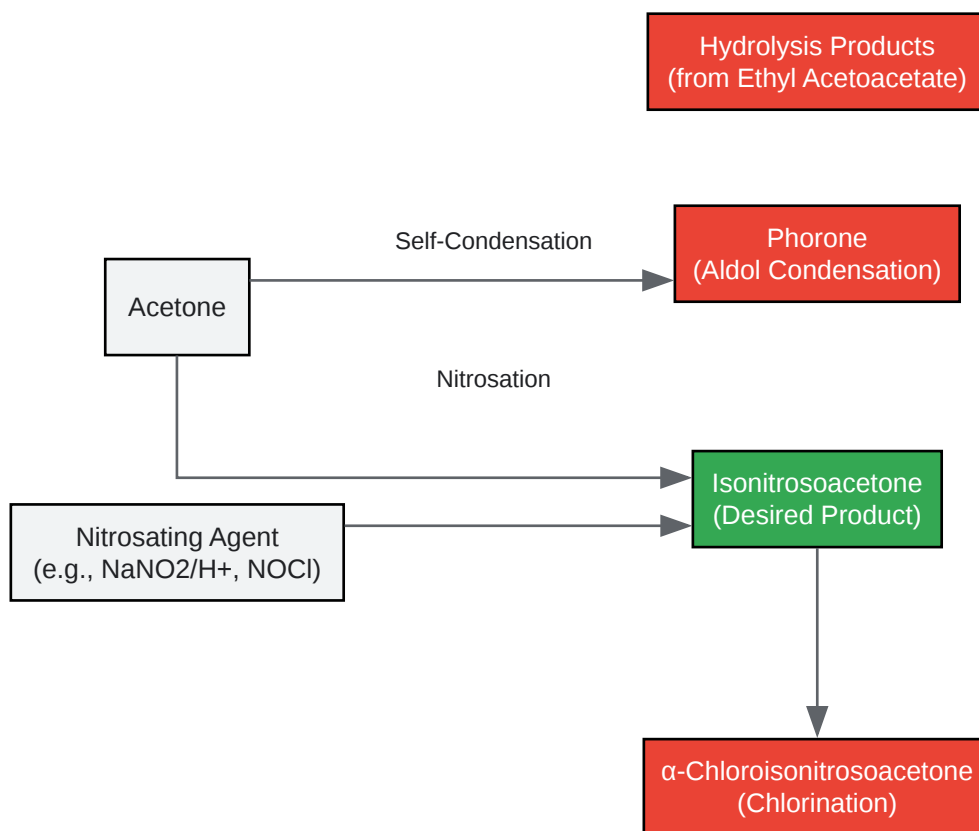 Hydrolysis Products
(from Ethyl Acetoacetate)
Self-Condensation
Phorone
(Aldol Condensation)
Acetone
Nitrosation
Isonitrosoacetone
(Desired Product)
Nitrosating Agent
(e.g., NaNO2/H+, NOCl)
α-Chloroisonitrosoacetone
(Chlorination)